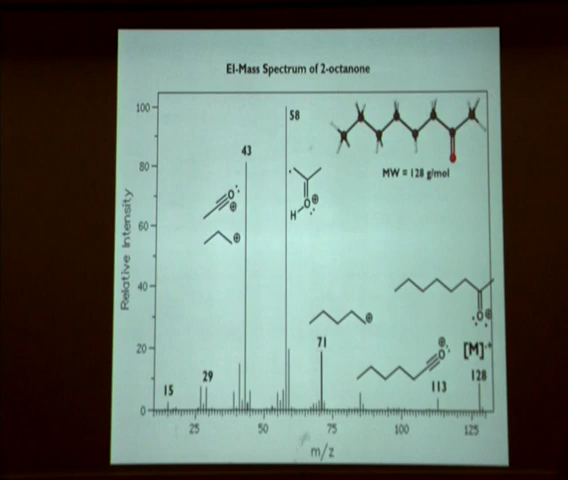 EI-Mass Spectrum of 2-octanone
100
80
60
40
20
0
Relative Intensity
58
43
MW = 128 g/mol
O
H O
71
O
O
[M]·+
15
29
113
128
25
50
75
100
125
m/z